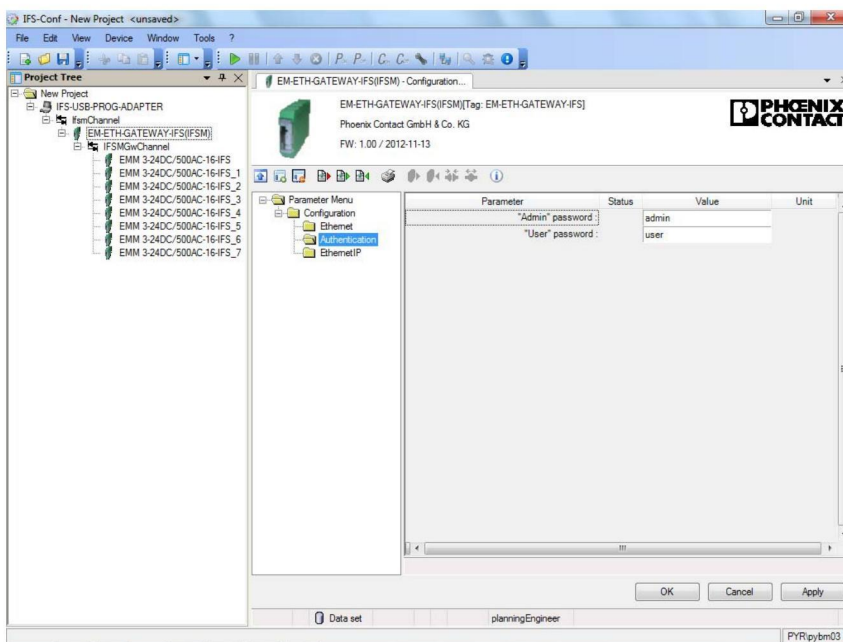 IFS-Conf - New Project <unsaved>
File Edit View Device Window Tools ?
Project Tree
New Project
IFS-USB-PROG-ADAPTER
IfsmChannel
EM-ETH-GATEWAY-IFS(IFSM)
IFSMGwChannel
EMM 3-24DC/500AC-16-IFS
EMM 3-24DC/500AC-16-IFS_1
EMM 3-24DC/500AC-16-IFS_2
EMM 3-24DC/500AC-16-IFS_3
EMM 3-24DC/500AC-16-IFS_4
EMM 3-24DC/500AC-16-IFS_5
EMM 3-24DC/500AC-16-IFS_6
EMM 3-24DC/500AC-16-IFS_7
EM-ETH-GATEWAY-IFS(IFSM) - Configuration...
EM-ETH-GATEWAY-IFS(IFSM)[Tag: EM-ETH-GATEWAY-IFS]
Phoenix Contact GmbH & Co. KG
FW: 1.00 / 2012-11-13
PHŒNIX
CONTACT
Parameter Menu
Configuration
Ethernet
Authentication
EthernetIP
Parameter Status Value Unit
"Admin" password : admin
"User" password : user
OK Cancel Apply
Data set planningEngineer
PYR\pybm03